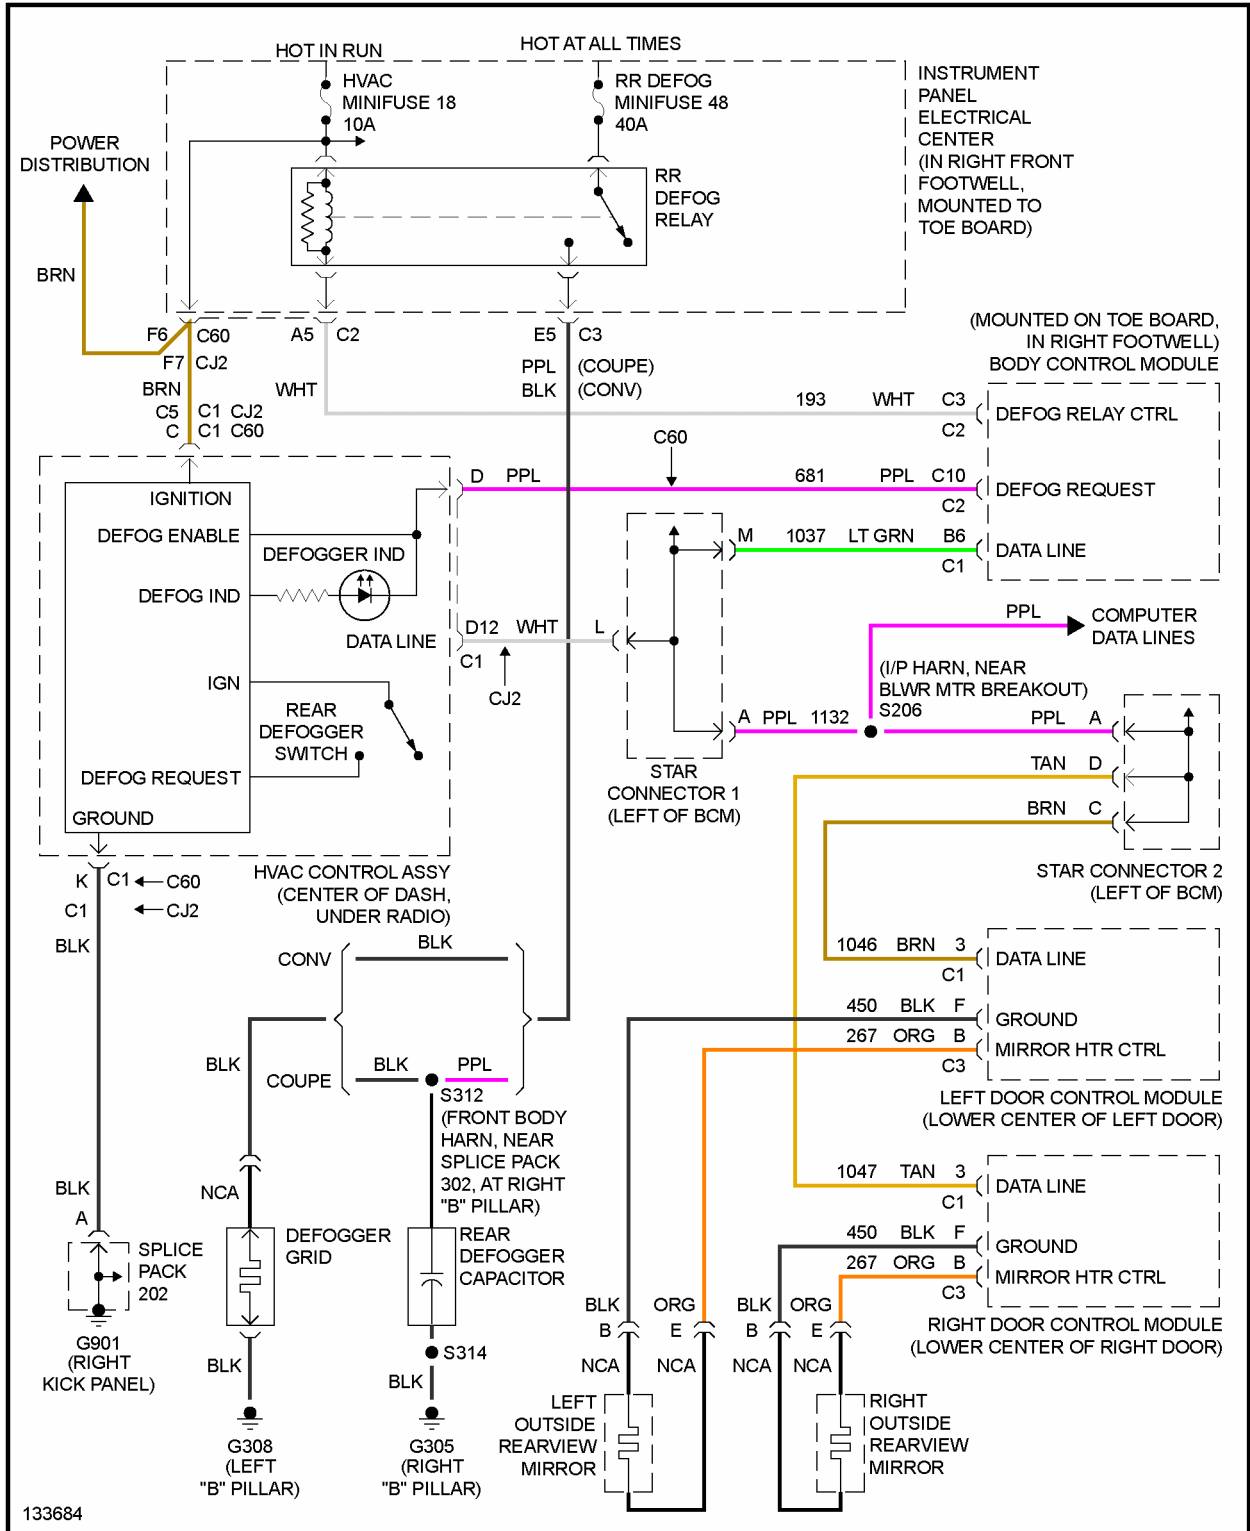 HOT IN RUN
HOT AT ALL TIMES
HVAC
MINIFUSE 18
10A
RR DEFOG
MINIFUSE 48
40A
INSTRUMENT
PANEL
ELECTRICAL
CENTER
(IN RIGHT FRONT
FOOTWELL,
MOUNTED TO
TOE BOARD)
POWER
DISTRIBUTION
RR
DEFOG
RELAY
BRN
F6 C60
A5 C2
E5 C3
F7 CJ2
BRN
C5 C1 CJ2
C C1 C60
WHT
PPL (COUPE)
BLK (CONV)
(MOUNTED ON TOE BOARD,
IN RIGHT FOOTWELL)
BODY CONTROL MODULE
193 WHT C3
C2
DEFOG RELAY CTRL
C60
D PPL
681 PPL C10
C2
DEFOG REQUEST
M 1037 LT GRN B6
C1
DATA LINE
IGNITION
DEFOG ENABLE
DEFOGGER IND
DEFOG IND
DATA LINE
D12 WHT L
C1
CJ2
IGN
REAR
DEFOGGER
SWITCH
DEFOG REQUEST
GROUND
PPL
COMPUTER
DATA LINES
(I/P HARN, NEAR
BLWR MTR BREAKOUT)
S206
A PPL 1132
PPL A
TAN D
BRN C
STAR
CONNECTOR 1
(LEFT OF BCM)
STAR CONNECTOR 2
(LEFT OF BCM)
HVAC CONTROL ASSY
(CENTER OF DASH,
UNDER RADIO)
K C1 C60
C1 CJ2
BLK
CONV
BLK
1046 BRN 3
C1
DATA LINE
450 BLK F
GROUND
267 ORG B
C3
MIRROR HTR CTRL
LEFT DOOR CONTROL MODULE
(LOWER CENTER OF LEFT DOOR)
BLK
COUPE
BLK
PPL
S312
(FRONT BODY
HARN, NEAR
SPLICE PACK
302, AT RIGHT
"B" PILLAR)
1047 TAN 3
C1
DATA LINE
450 BLK F
GROUND
267 ORG B
C3
MIRROR HTR CTRL
RIGHT DOOR CONTROL MODULE
(LOWER CENTER OF RIGHT DOOR)
BLK
A
NCA
SPLICE
PACK
202
DEFOGGER
GRID
REAR
DEFOGGER
CAPACITOR
G901
(RIGHT
KICK PANEL)
BLK
S314
BLK
G308
(LEFT
"B" PILLAR)
G305
(RIGHT
"B" PILLAR)
BLK ORG BLK ORG
B E B E
NCA NCA NCA NCA
LEFT
OUTSIDE
REARVIEW
MIRROR
RIGHT
OUTSIDE
REARVIEW
MIRROR
133684